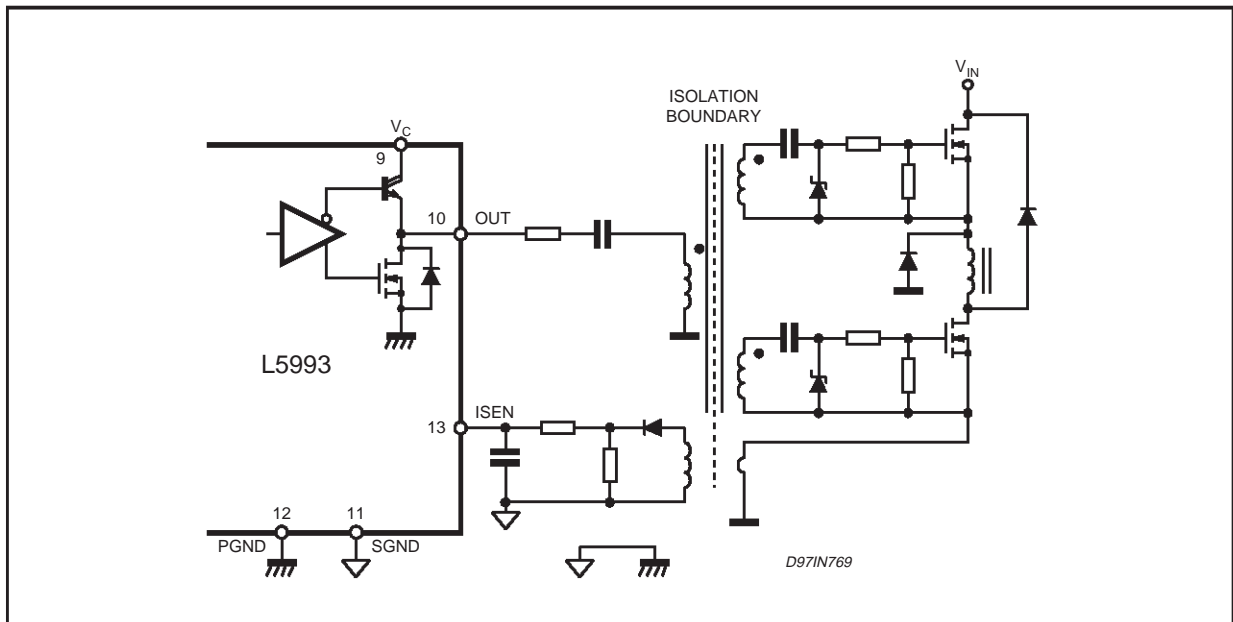 V_IN
ISOLATION
BOUNDARY
V_C
9
10
OUT
L5993
ISEN
13
12
11
PGND
SGND
D97IN769